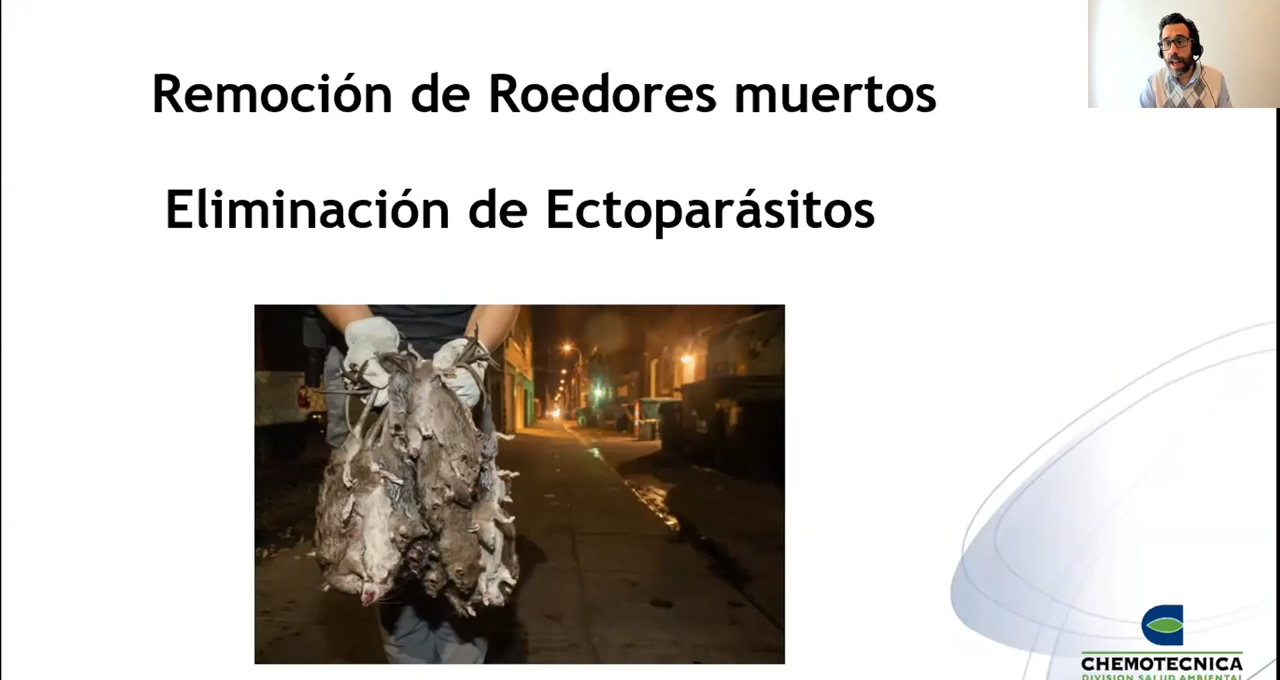 Remoción de Roedores muertos
Eliminación de Ectoparásitos
CHEMOTECNICA
DIVISION SALUD AMBIENTAL